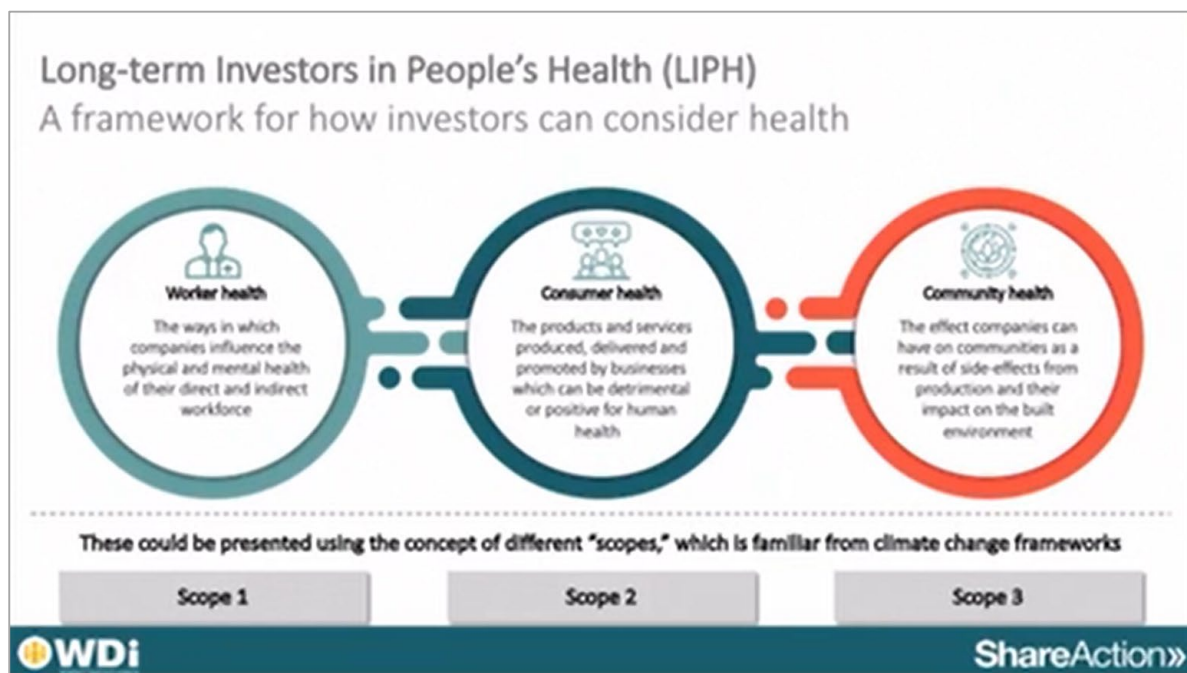 Long-term Investors in People's Health (LIPH)
A framework for how investors can consider health
Worker health
The ways in which
companies influence the
physical and mental health
of their direct and indirect
workforce
Consumer health
The products and services
produced, delivered and
promoted by businesses
which can be detrimental
or positive for human
health
Community health
The effect companies can
have on communities as a
result of side-effects from
production and their
impact on the built
environment
These could be presented using the concept of different "scopes," which is familiar from climate change frameworks
Scope 1
Scope 2
Scope 3
WDi
ShareAction»